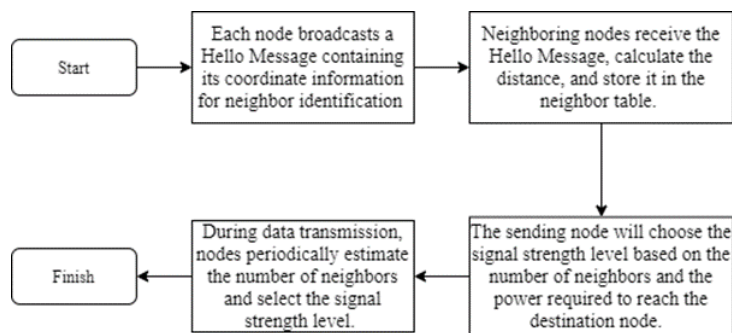 Start
Each node broadcasts a
Hello Message containing
its coordinate information
for neighbor identification
Neighboring nodes receive the
Hello Message, calculate the
distance, and store it in the
neighbor table.
The sending node will choose the
signal strength level based on the
number of neighbors and the
power required to reach the
destination node.
During data transmission,
nodes periodically estimate
the number of neighbors
and select the signal
strength level.
Finish